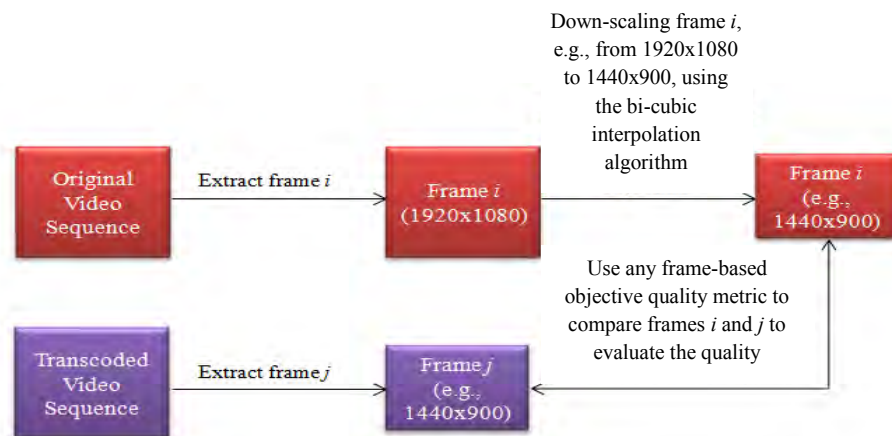 Down-scaling frame i,
e.g., from 1920x1080
to 1440x900, using
the bi-cubic
interpolation
algorithm
Original
Video
Sequence
Extract frame i
Frame i
(1920x1080)
Frame i
(e.g.,
1440x900)
Use any frame-based
objective quality metric to
compare frames i and j to
evaluate the quality
Transcoded
Video
Sequence
Extract frame j
Frame j
(e.g.,
1440x900)